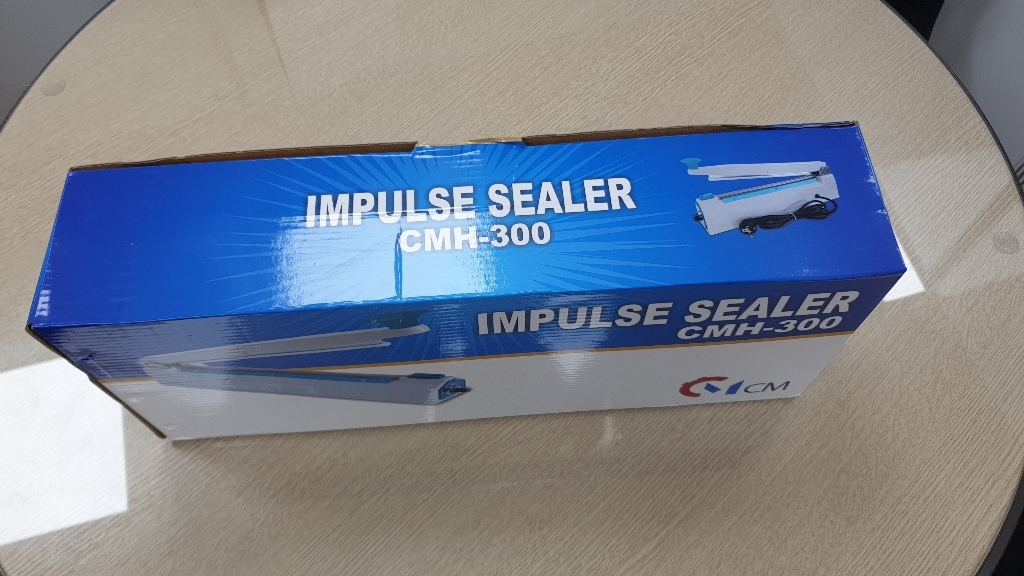 IMPULSE SEALER
CMH-300
IMPULSE SEALER
CMH-300
CM